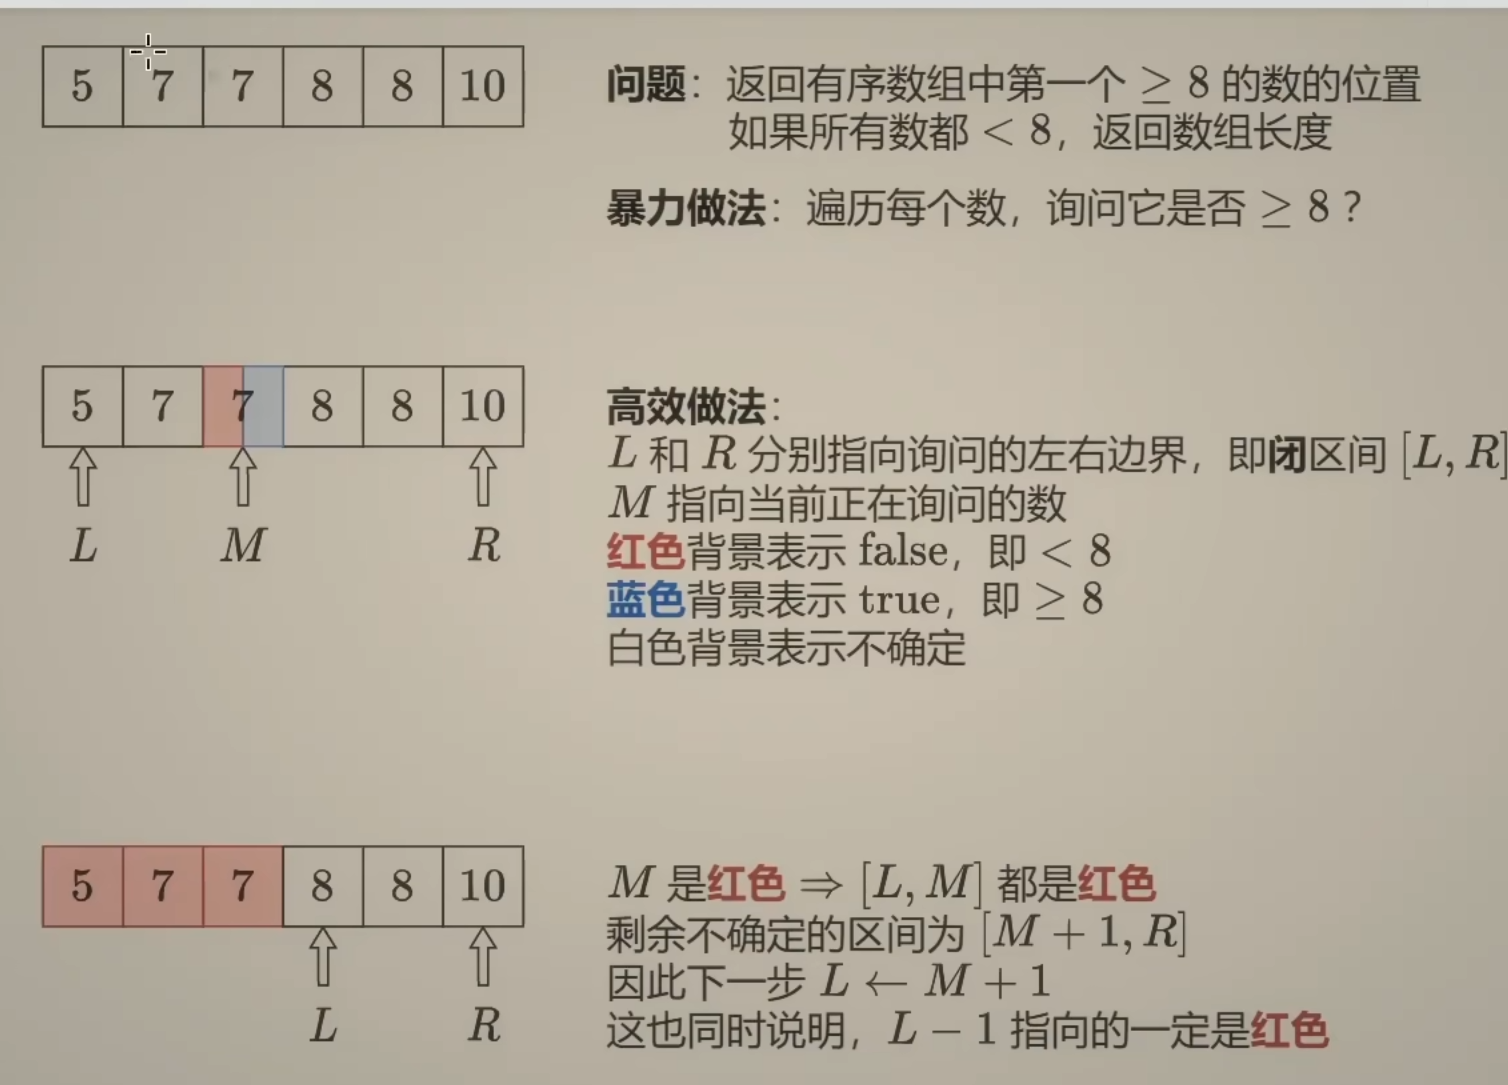 5 7 7 8 8 10
问题：返回有序数组中第一个 ≥ 8 的数的位置
如果所有数都 < 8，返回数组长度
暴力做法：遍历每个数，询问它是否 ≥ 8？
5 7 7 8 8 10
L M R
高效做法：
L 和 R 分别指向询问的左右边界，即闭区间 [L, R]
M 指向当前正在询问的数
红色背景表示 false，即 < 8
蓝色背景表示 true，即 ≥ 8
白色背景表示不确定
5 7 7 8 8 10
L R
M 是红色 ⇒ [L, M] 都是红色
剩余不确定的区间为 [M + 1, R]
因此下一步 L ← M + 1
这也同时说明，L − 1 指向的一定是红色